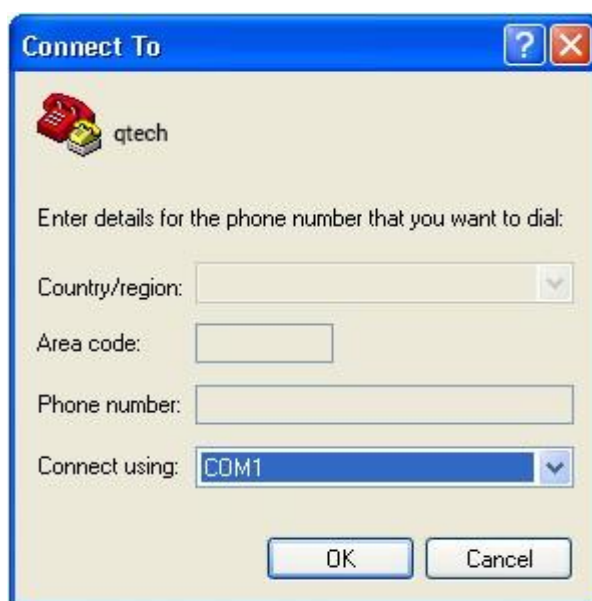 Connect To
qtech
Enter details for the phone number that you want to dial:
Country/region:
Area code:
Phone number:
Connect using: COM1
OK Cancel